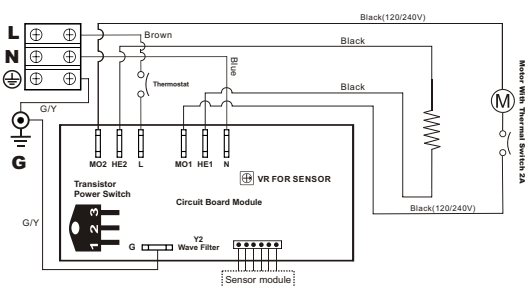 Black(120/240V)
L
Brown
Black
N
Blue
Thermostat
Black
M
Motor With Thermal Switch 2A
G/Y
G
MO2 HE2 L MO1 HE1 N
VR FOR SENSOR
Transistor
Power Switch
Circuit Board Module
Black(120/240V)
3
2
1
G/Y
G
Y2
Wave Filter
Sensor module